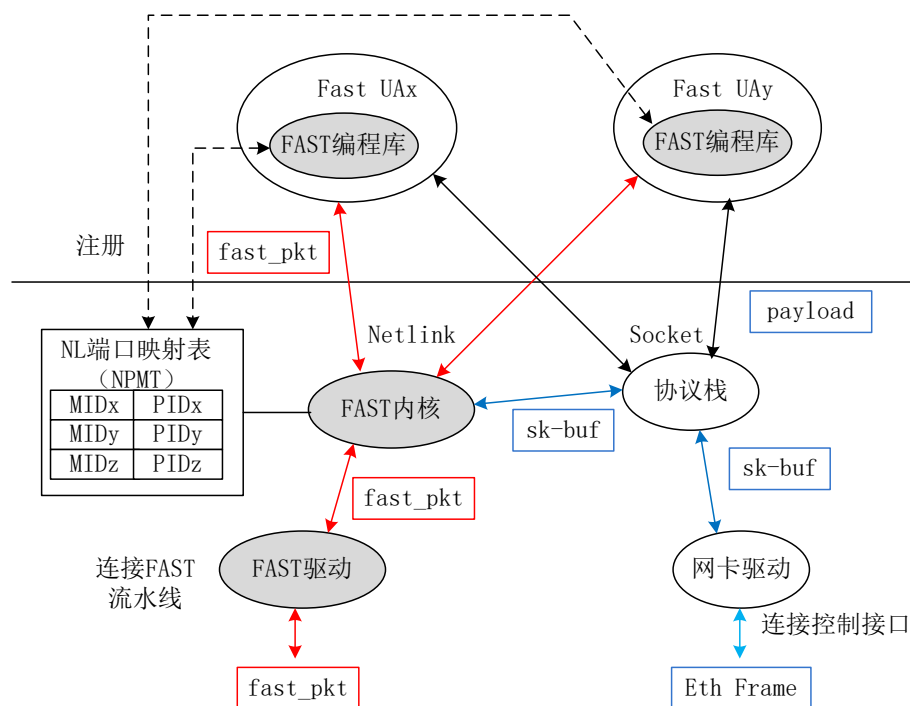 Fast UAx
FAST编程库
Fast UAy
FAST编程库
注册
fast_pkt
payload
Netlink
Socket
NL端口映射表
（NPMT）
MIDx PIDx
MIDy PIDy
MIDz PIDz
FAST内核
协议栈
sk-buf
sk-buf
fast_pkt
连接FAST
流水线
FAST驱动
网卡驱动
连接控制接口
fast_pkt
Eth Frame